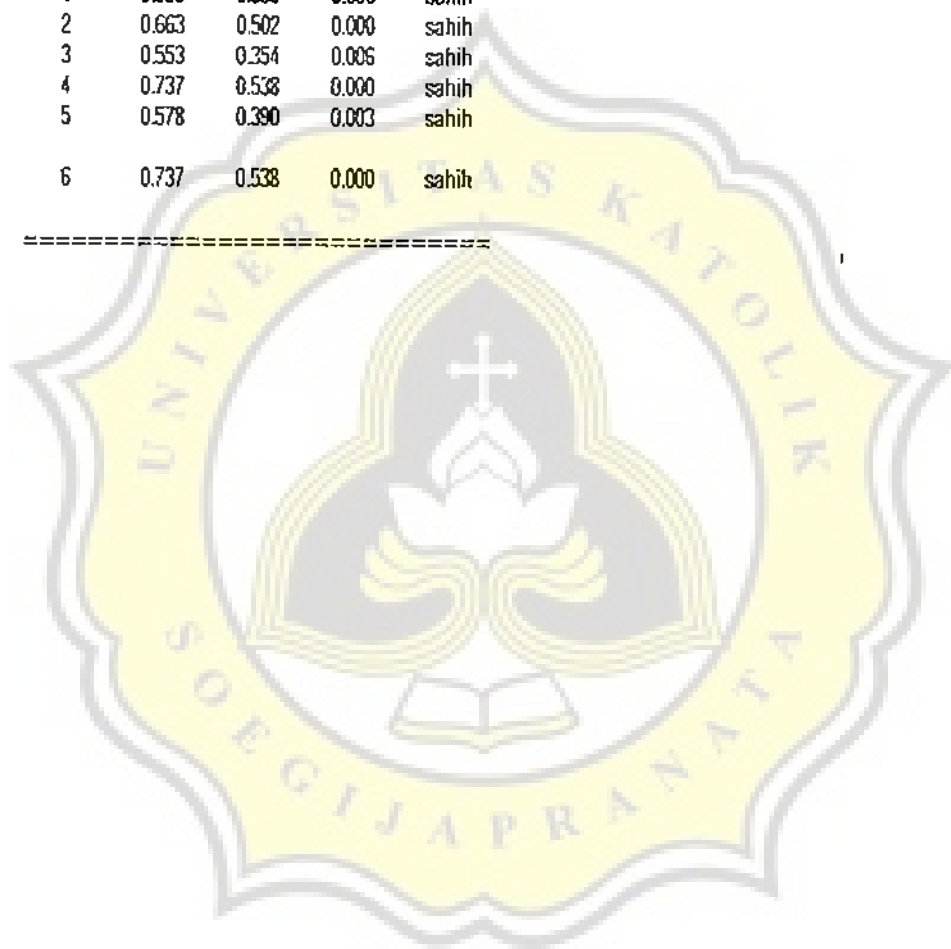 2 0.663 0.502 0.000 sahih
3 0.553 0.354 0.006 sahih
4 0.737 0.538 0.000 sahih
5 0.578 0.390 0.003 sahih
6 0.737 0.538 0.000 sahih
==============================
UNIVERSITAS KATOLIK
SOEGIJAPRANATA